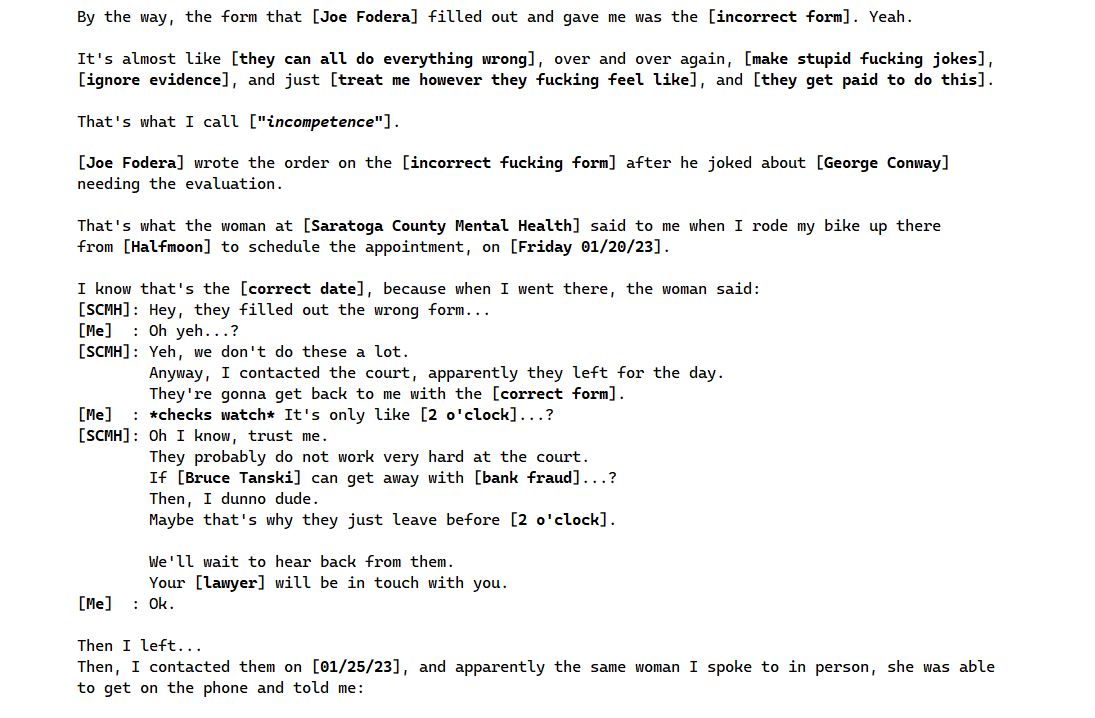 By the way, the form that [Joe Fodera] filled out and gave me was the [incorrect form]. Yeah.
It's almost like [they can all do everything wrong], over and over again, [make stupid fucking jokes],
[ignore evidence], and just [treat me however they fucking feel like], and [they get paid to do this].
That's what I call ["incompetence"].
[Joe Fodera] wrote the order on the [incorrect fucking form] after he joked about [George Conway]
needing the evaluation.
That's what the woman at [Saratoga County Mental Health] said to me when I rode my bike up there
from [Halfmoon] to schedule the appointment, on [Friday 01/20/23].
I know that's the [correct date], because when I went there, the woman said:
[SCMH]: Hey, they filled out the wrong form...
[Me]  : Oh yeh...?
[SCMH]: Yeh, we don't do these a lot.
        Anyway, I contacted the court, apparently they left for the day.
        They're gonna get back to me with the [correct form].
[Me]  : *checks watch* It's only like [2 o'clock]...?
[SCMH]: Oh I know, trust me.
        They probably do not work very hard at the court.
        If [Bruce Tanski] can get away with [bank fraud]...?
        Then, I dunno dude.
        Maybe that's why they just leave before [2 o'clock].
        We'll wait to hear back from them.
        Your [lawyer] will be in touch with you.
[Me]  : Ok.
Then I left...
Then, I contacted them on [01/25/23], and apparently the same woman I spoke to in person, she was able
to get on the phone and told me: